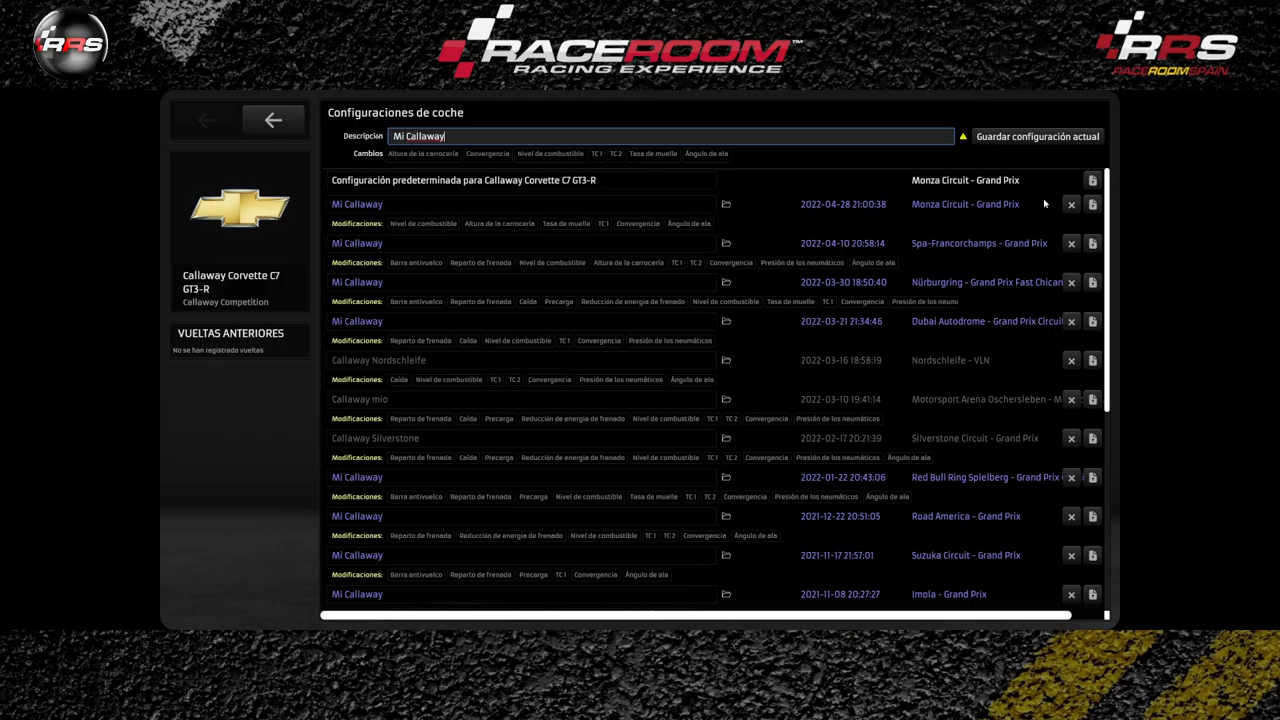 RRS
RACEROOM™
RACING EXPERIENCE
RRS
RACEROOMSPAIN
Configuraciones de coche
Descripcion Mi Callaway Guardar configuración actual
Cambios Altura de la carrocería Convergencia Nivel de combustible TC 1 TC 2 Tasa de muelle Ángulo de ala
Callaway Corvette C7
GT3-R
Callaway Competition
VUELTAS ANTERIORES
No se han registrado vueltas
Configuración predeterminada para Callaway Corvette C7 GT3-R Monza Circuit - Grand Prix
Mi Callaway 2022-04-28 21:00:38 Monza Circuit - Grand Prix
Modificaciones: Nivel de combustible Altura de la carrocería Tasa de muelle TC 1 Convergencia Ángulo de ala
Mi Callaway 2022-04-10 20:58:14 Spa-Francorchamps - Grand Prix
Modificaciones: Barra antivuelco Reparto de frenada Nivel de combustible Altura de la carrocería TC 1 TC 2 Convergencia Presión de los neumáticos Ángulo de ala
Mi Callaway 2022-03-30 18:50:40 Nürburgring - Grand Prix Fast Chican
Modificaciones: Barra antivuelco Reparto de frenada Caída Precarga Reducción de energia de frenado Nivel de combustible Tasa de muelle TC 1 Convergencia Presión de los neumi
Mi Callaway 2022-03-21 21:34:46 Dubai Autodrome - Grand Prix Circuit
Modificaciones: Reparto de frenada Caída Nivel de combustible TC 1 Convergencia Presión de los neumáticos
Callaway Nordschleife 2022-03-16 18:58:19 Nordschleife - VLN
Modificaciones: Caída Nivel de combustible TC 1 TC 2 Convergencia Presión de los neumáticos Ángulo de ala
Callaway mio 2022-03-10 19:41:14 Motorsport Arena Oschersleben - M
Modificaciones: Reparto de frenada Caída Precarga Reducción de energia de frenado Nivel de combustible TC 1 TC 2 Convergencia Presión de los neumáticos
Callaway Silverstone 2022-02-17 20:21:39 Silverstone Circuit - Grand Prix
Modificaciones: Reparto de frenada Caída Precarga Reducción de energia de frenado Nivel de combustible TC 1 TC 2 Convergencia Presión de los neumáticos Ángulo de ala
Mi Callaway 2022-01-22 20:43:06 Red Bull Ring Spielberg - Grand Prix
Modificaciones: Barra antivuelco Reparto de frenada Precarga Nivel de combustible Tasa de muelle TC 1 TC 2 Convergencia Presión de los neumáticos Ángulo de ala
Mi Callaway 2021-12-22 20:51:05 Road America - Grand Prix
Modificaciones: Reparto de frenada Reducción de energia de frenado Nivel de combustible TC 1 TC 2 Convergencia Ángulo de ala
Mi Callaway 2021-11-17 21:57:01 Suzuka Circuit - Grand Prix
Modificaciones: Barra antivuelco Reparto de frenada Precarga TC 1 Convergencia Ángulo de ala
Mi Callaway 2021-11-08 20:27:27 Imola - Grand Prix